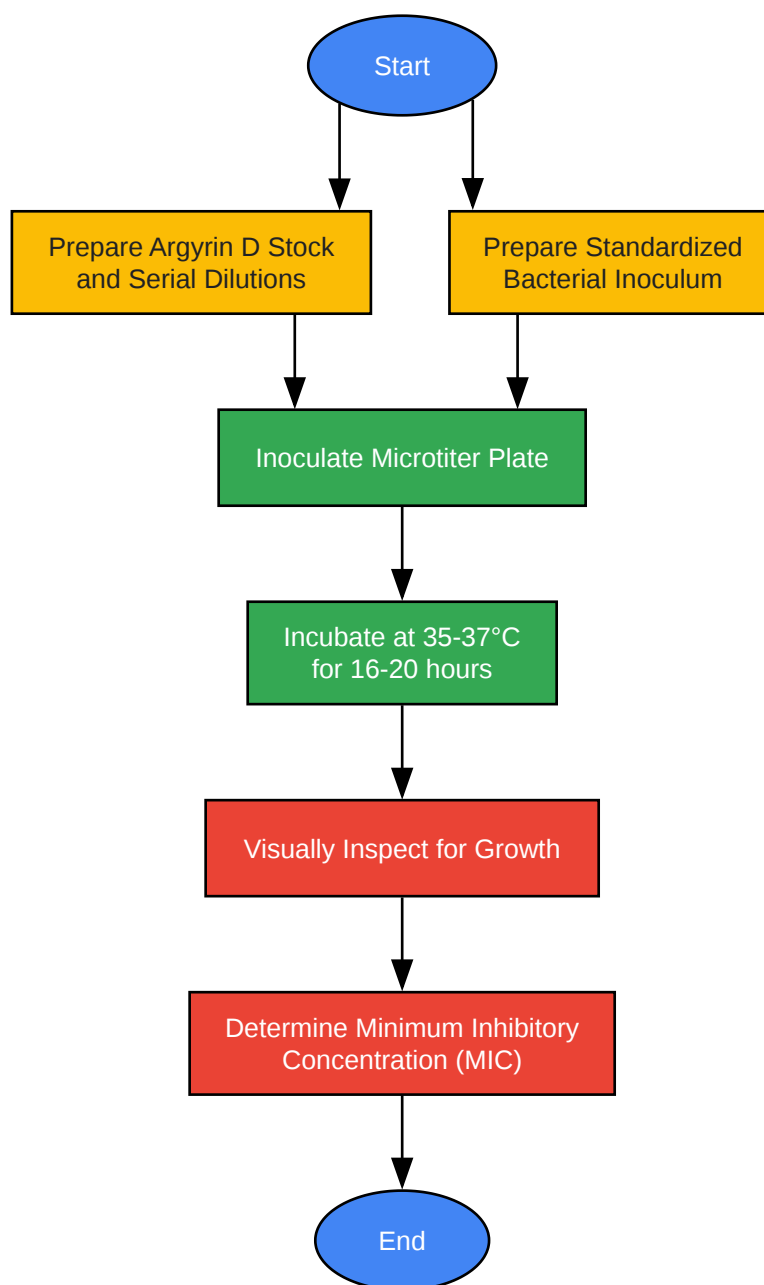 Start
Prepare Argyrin D Stock
and Serial Dilutions
Prepare Standardized
Bacterial Inoculum
Inoculate Microtiter Plate
Incubate at 35-37°C
for 16-20 hours
Visually Inspect for Growth
Determine Minimum Inhibitory
Concentration (MIC)
End